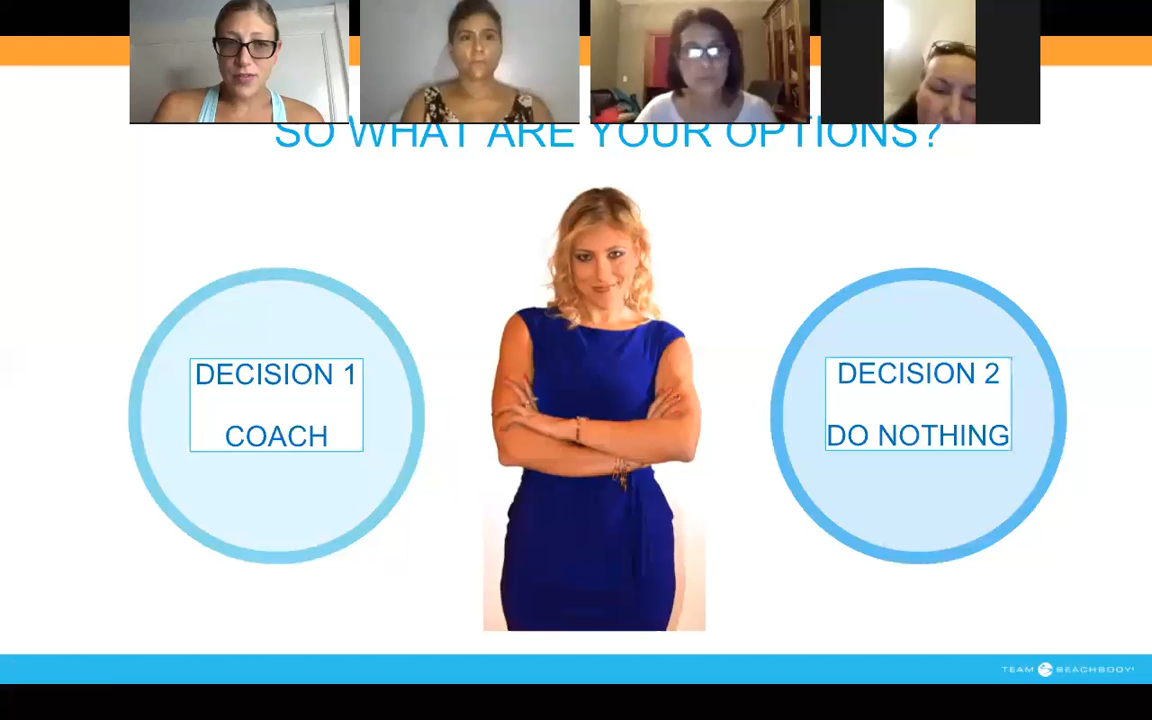 SO WHAT ARE YOUR OPTIONS?
DECISION 1
COACH
DECISION 2
DO NOTHING
TEAM BEACHBODY